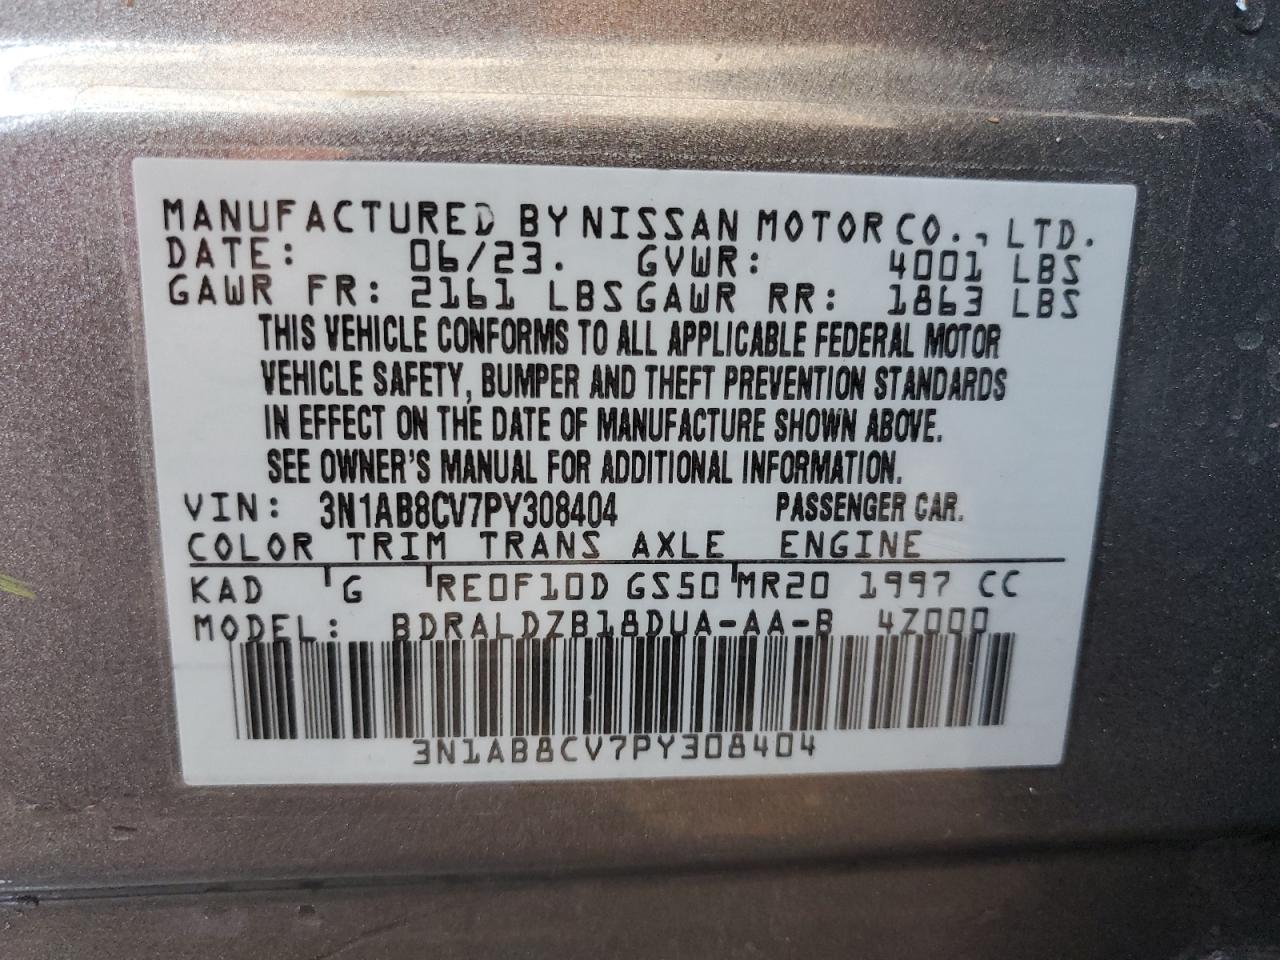 MANUFACTURED BY NISSAN MOTOR CO., LTD.
DATE: 06/23. GVWR: 4001 LBS
GAWR FR: 2161 LBS GAWR RR: 1863 LBS
THIS VEHICLE CONFORMS TO ALL APPLICABLE FEDERAL MOTOR
VEHICLE SAFETY, BUMPER AND THEFT PREVENTION STANDARDS
IN EFFECT ON THE DATE OF MANUFACTURE SHOWN ABOVE.
SEE OWNER'S MANUAL FOR ADDITIONAL INFORMATION.
VIN: 3N1AB8CV7PY308404 PASSENGER CAR.
COLOR TRIM TRANS AXLE ENGINE
KAD G RE0F10D GS50 MR20 1997 CC
MODEL: BDRALDZB18DUA-AA-B 4Z000
3N1AB8CV7PY308404